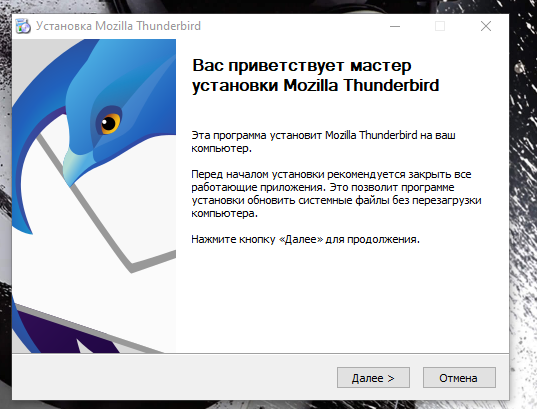 Установка Mozilla Thunderbird
Вас приветствует мастер
установки Mozilla Thunderbird
Эта программа установит Mozilla Thunderbird на ваш
компьютер.
Перед началом установки рекомендуется закрыть все
работающие приложения. Это позволит программе
установки обновить системные файлы без перезагрузки
компьютера.
Нажмите кнопку «Далее» для продолжения.
Далее >
Отмена